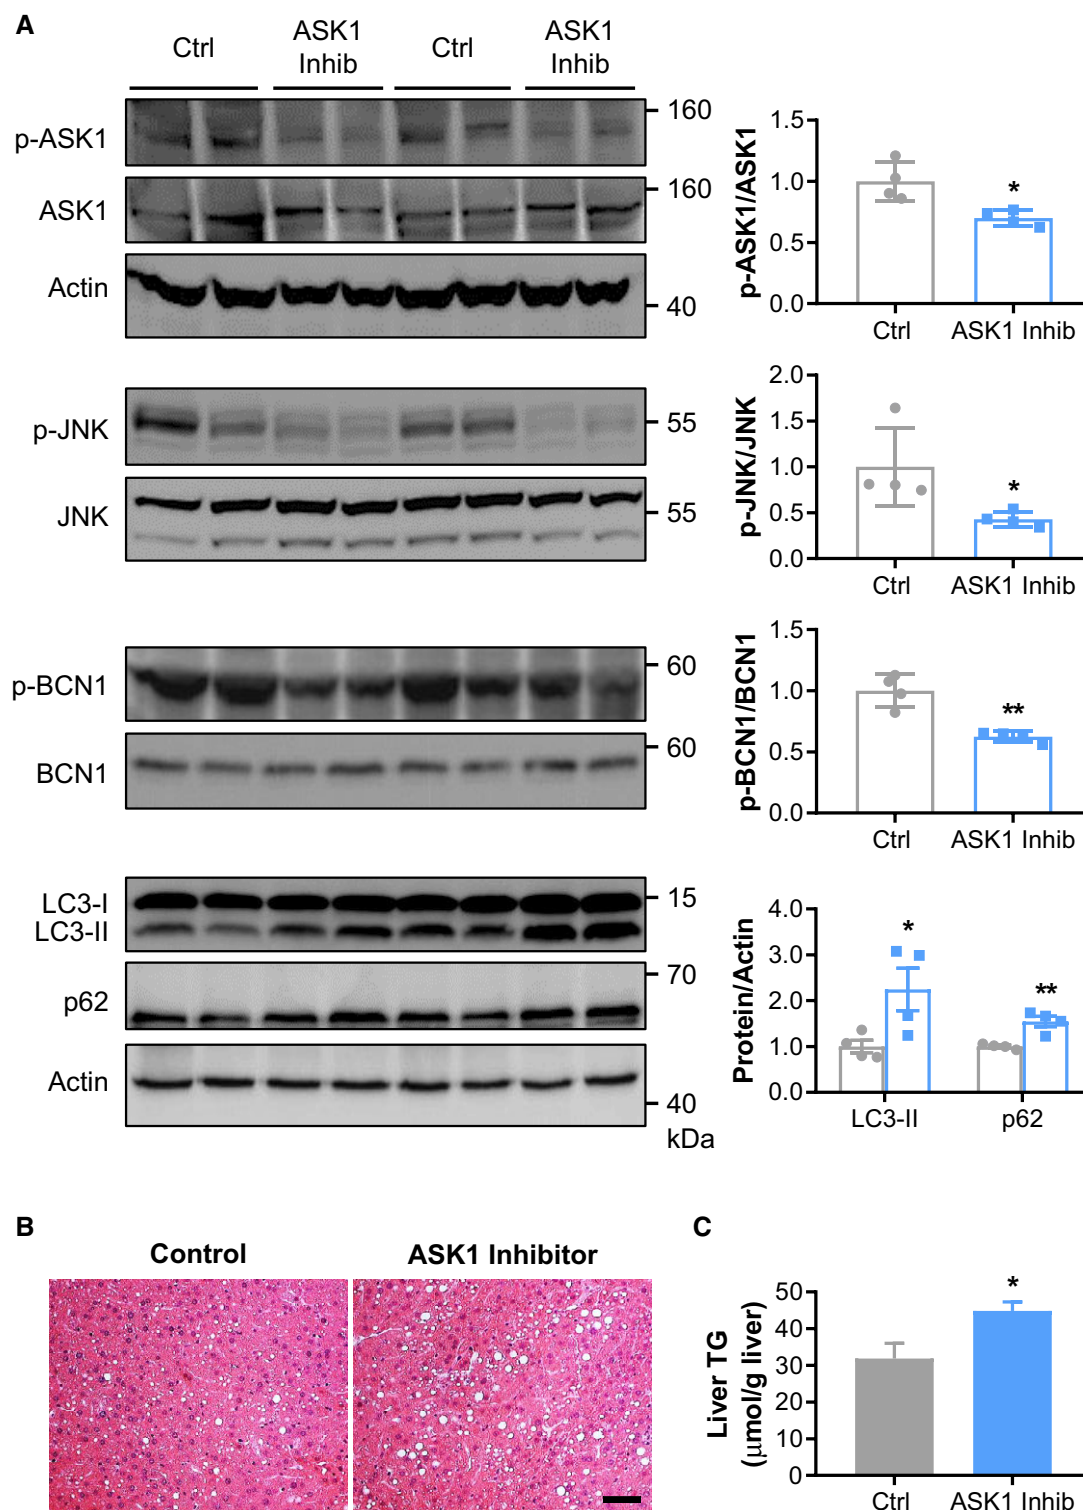 A
Ctrl
ASK1
Inhib
Ctrl
ASK1
Inhib
p-ASK1
160
ASK1
160
Actin
40
p-JNK
55
JNK
55
p-BCN1
60
BCN1
60
LC3-I
15
LC3-II
p62
70
Actin
40
kDa
p-ASK1/ASK1
1.5
1.0
0.5
0.0
*
Ctrl
ASK1 Inhib
p-JNK/JNK
2.0
1.5
1.0
0.5
0.0
*
Ctrl
ASK1 Inhib
p-BCN1/BCN1
1.5
1.0
0.5
0.0
**
Ctrl
ASK1 Inhib
Protein/Actin
4.0
3.0
2.0
1.0
0.0
*
**
LC3-II
p62
B
Control
ASK1 Inhibitor
C
Liver TG
(μmol/g liver)
50
40
30
20
10
0
*
Ctrl
ASK1 Inhib